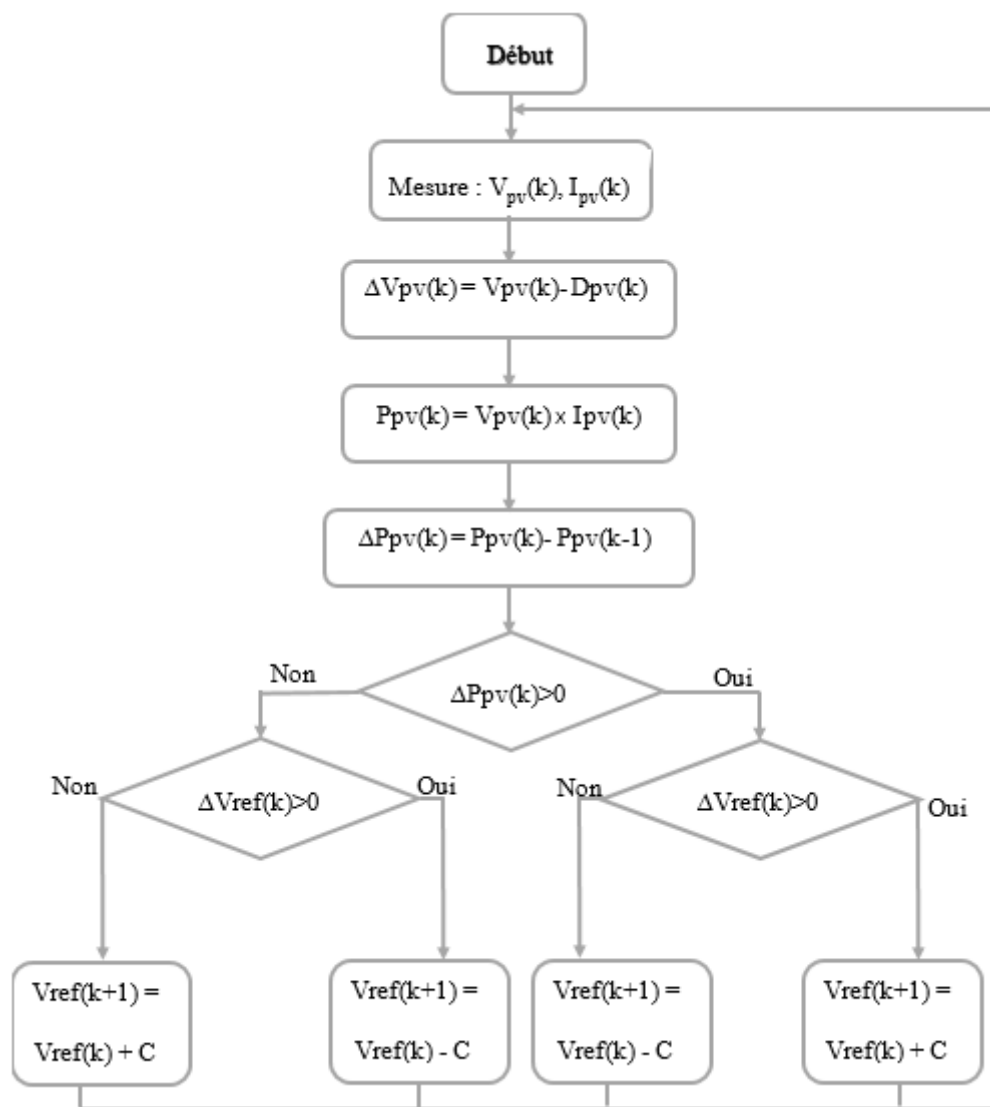 Début
Mesure : Vpv(k), Ipv(k)
ΔVpv(k) = Vpv(k)- Dpv(k)
Ppv(k) = Vpv(k) x Ipv(k)
ΔPpv(k) = Ppv(k)- Ppv(k-1)
Non
Oui
ΔPpv(k)>0
Non
Oui
ΔVref(k)>0
Non
Oui
ΔVref(k)>0
Vref(k+1) =
Vref(k) + C
Vref(k+1) =
Vref(k) - C
Vref(k+1) =
Vref(k) - C
Vref(k+1) =
Vref(k) + C